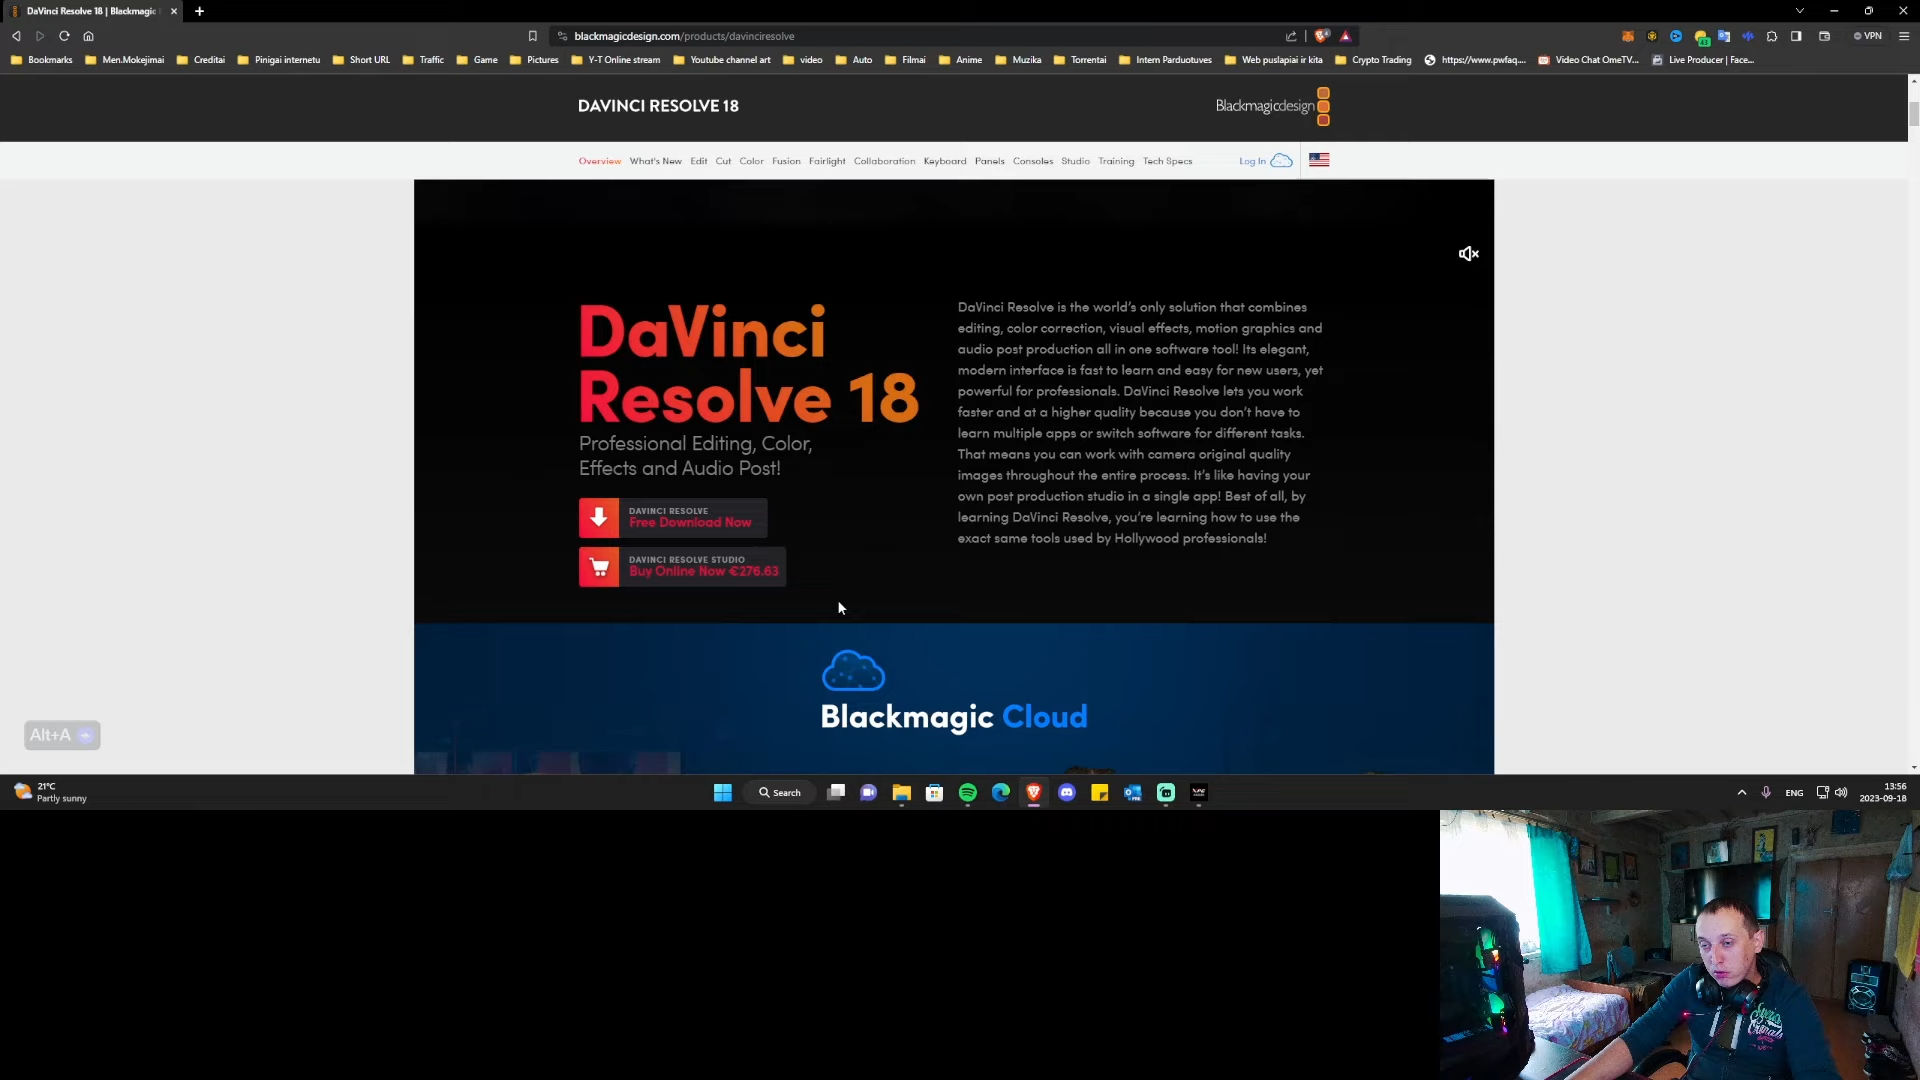 DaVinci Resolve 18 | Blackmagic
blackmagicdesign.com/products/davinciresolve
VPN
Bookmarks
Men.Mokejimai
Creditai
Pinigai internetu
Short URL
Traffic
Game
Pictures
Y-T Online stream
Youtube channel art
video
Auto
Filmai
Anime
Muzika
Torrentai
Intern Parduotuves
Web puslapiai ir kita
Crypto Trading
https://www.pwfaq....
Video Chat OmeTV...
Live Producer | Face...
DAVINCI RESOLVE 18
Blackmagicdesign
Overview What's New Edit Cut Color Fusion Fairlight Collaboration Keyboard Panels Consoles Studio Training Tech Specs Log In
DaVinci
Resolve 18
Professional Editing, Color,
Effects and Audio Post!
DAVINCI RESOLVE
Free Download Now
DAVINCI RESOLVE STUDIO
Buy Online Now €276.63
DaVinci Resolve is the world's only solution that combines
editing, color correction, visual effects, motion graphics and
audio post production all in one software tool! Its elegant,
modern interface is fast to learn and easy for new users, yet
powerful for professionals. DaVinci Resolve lets you work
faster and at a higher quality because you don't have to
learn multiple apps or switch software for different tasks.
That means you can work with camera original quality
images throughout the entire process. It's like having your
own post production studio in a single app! Best of all, by
learning DaVinci Resolve, you're learning how to use the
exact same tools used by Hollywood professionals!
Blackmagic Cloud
Alt+A
21°C
Partly sunny
Search
ENG
13:56
2023-09-18